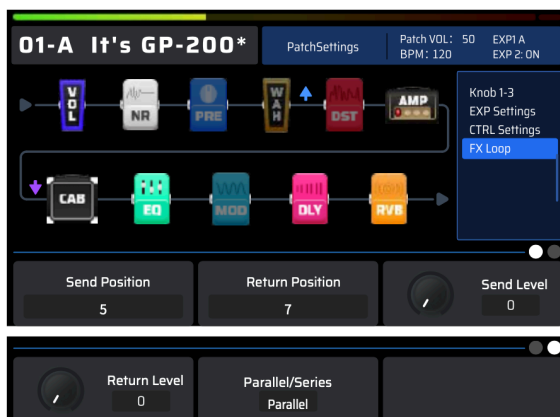 01-A It's GP-200*
PatchSettings
Patch VOL: 50 EXP1 A
BPM: 120 EXP 2: ON
VOL
NR
PRE
WAH
DST
AMP
Knob 1-3
EXP Settings
CTRL Settings
FX Loop
CAB
EQ
MOD
DLY
RVB
Send Position
5
Return Position
7
Send Level
0
Return Level
0
Parallel/Series
Parallel